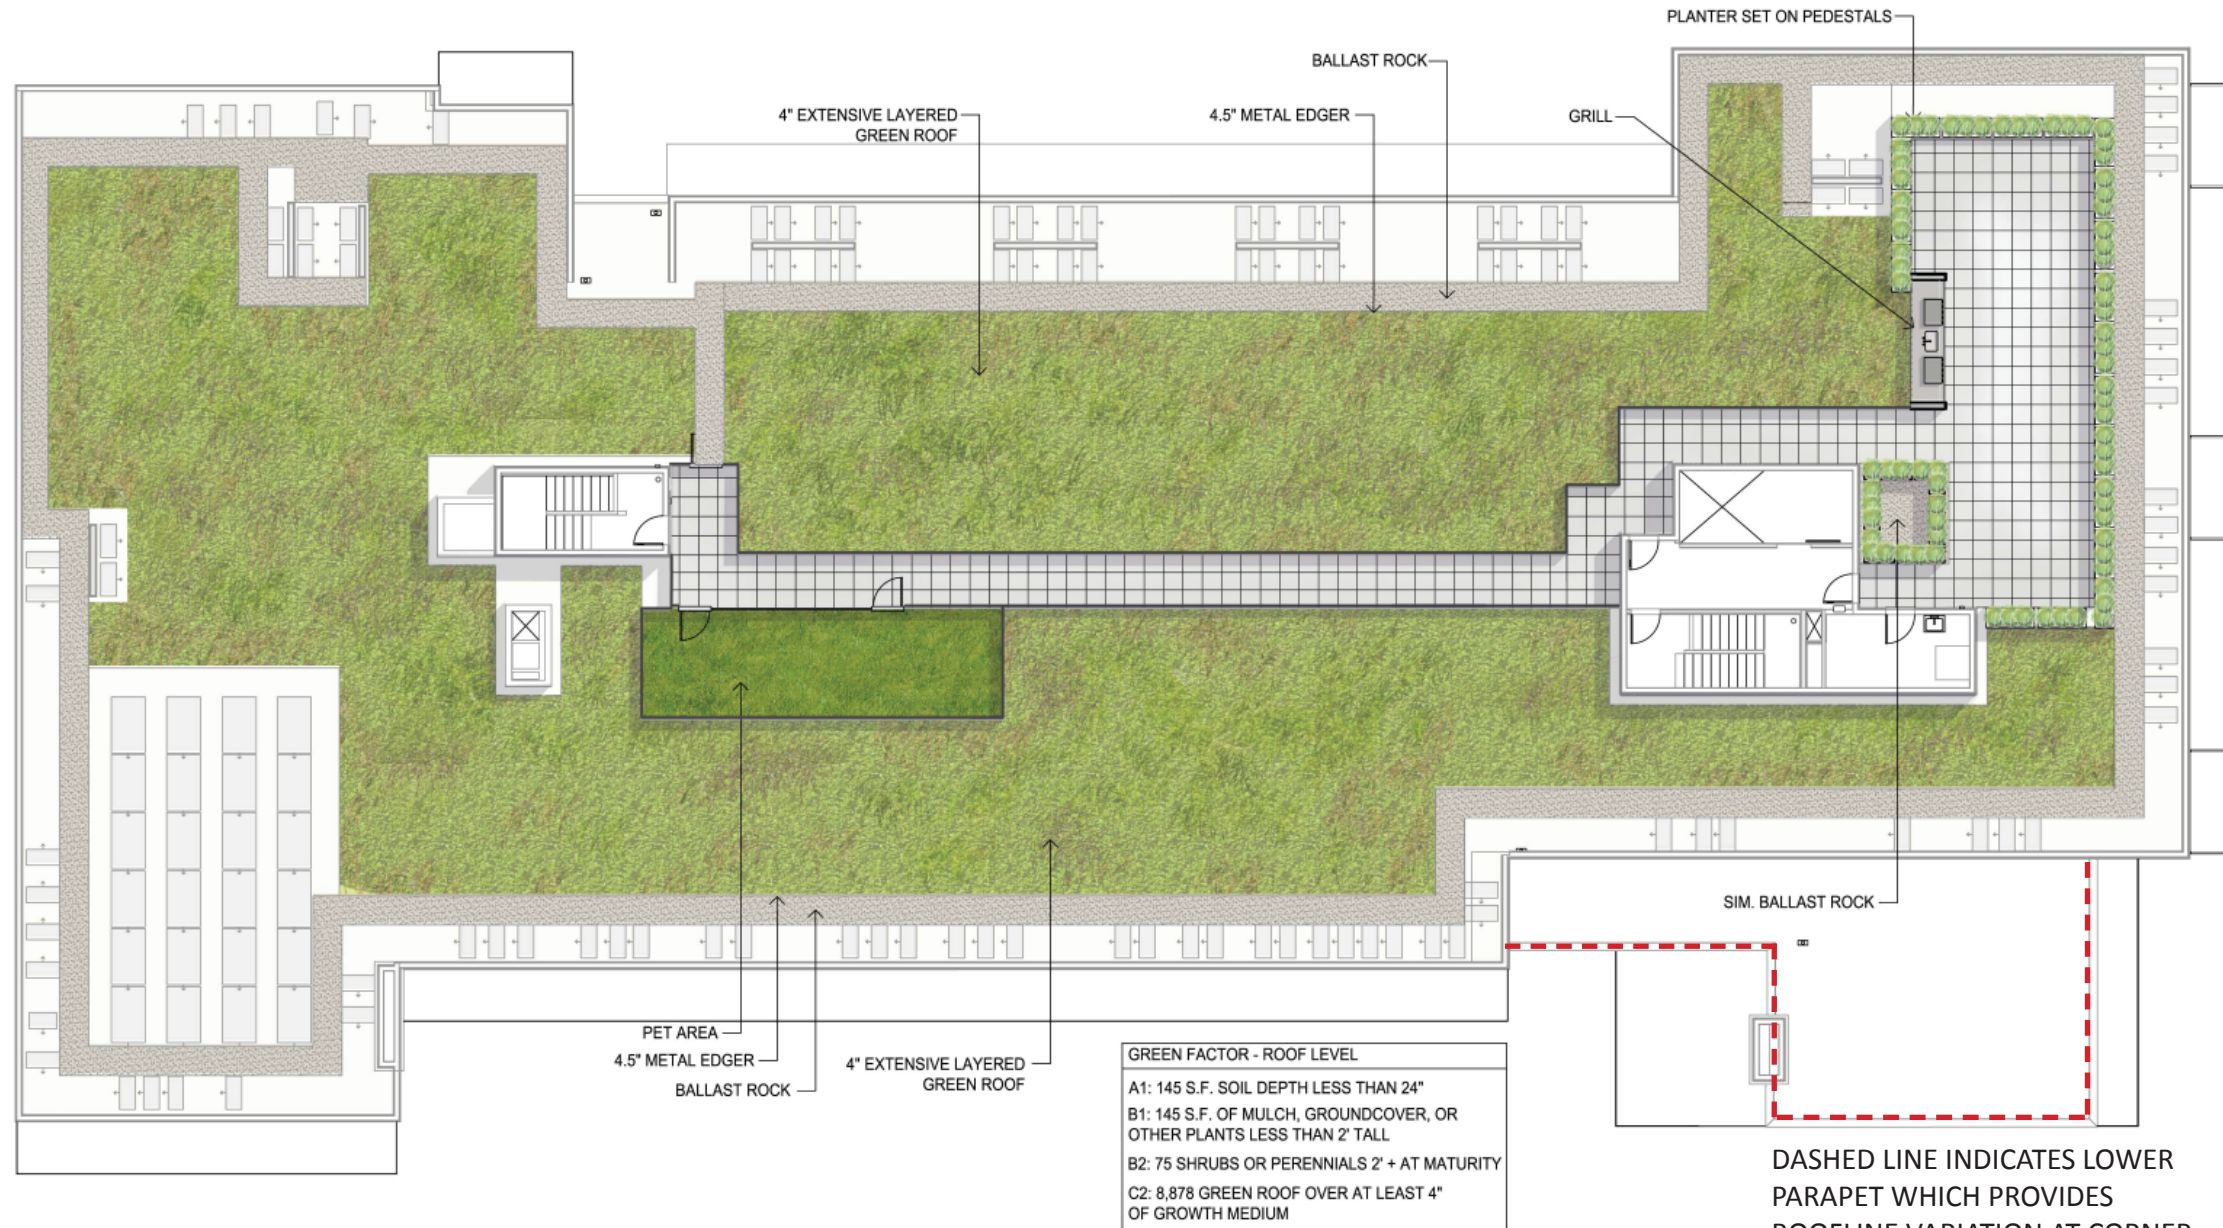 PLANTER SET ON PEDESTALS
BALLAST ROCK
4" EXTENSIVE LAYERED
GREEN ROOF
4.5" METAL EDGER
GRILL
SIM. BALLAST ROCK
PET AREA
4.5" METAL EDGER
BALLAST ROCK
4" EXTENSIVE LAYERED
GREEN ROOF
GREEN FACTOR - ROOF LEVEL
A1: 145 S.F. SOIL DEPTH LESS THAN 24"
B1: 145 S.F. OF MULCH, GROUNDCOVER, OR
OTHER PLANTS LESS THAN 2' TALL
B2: 75 SHRUBS OR PERENNIALS 2' + AT MATURITY
C2: 8,878 GREEN ROOF OVER AT LEAST 4"
OF GROWTH MEDIUM
DASHED LINE INDICATES LOWER
PARAPET WHICH PROVIDES
ROOFLINE VARIATION AT CORNER